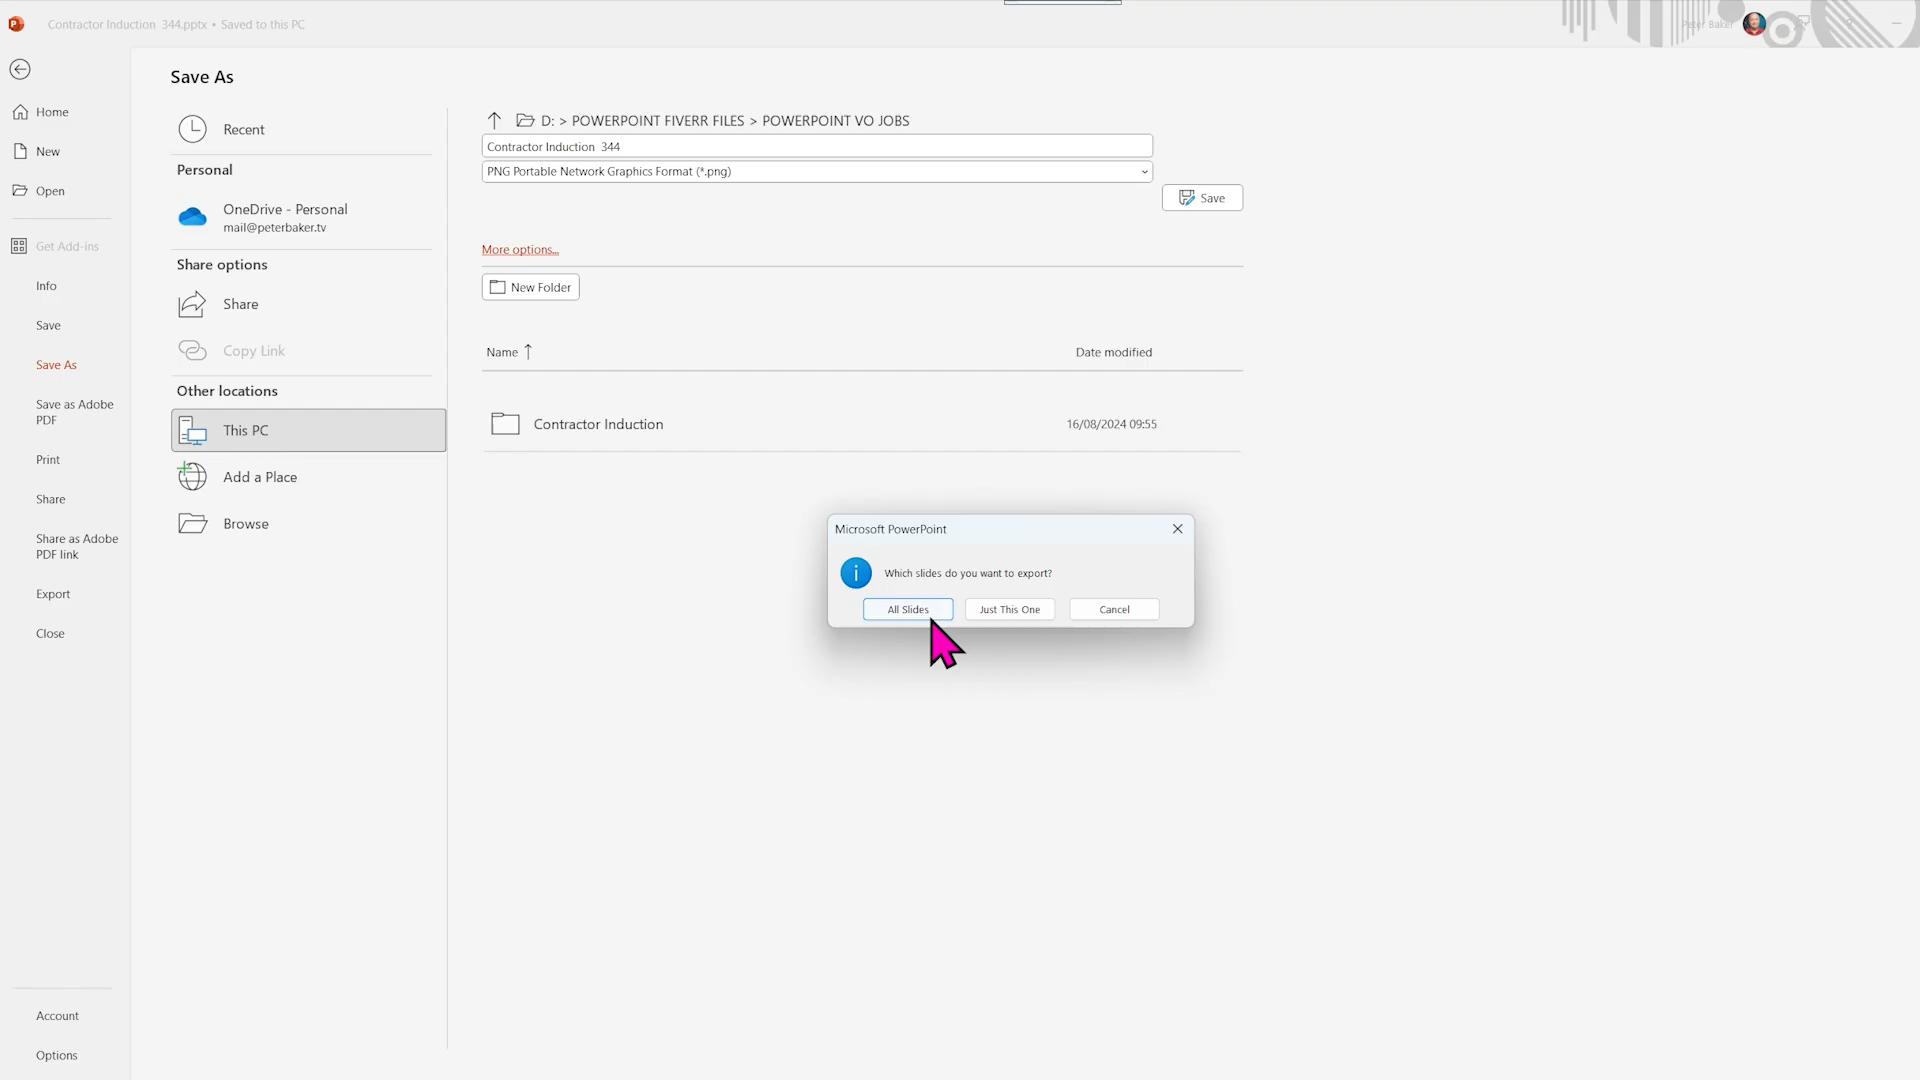 Contractor Induction  344.pptx • Saved to this PC
Peter Baker
Home
New
Open
Get Add-ins
Info
Save
Save As
Save as Adobe
PDF
Print
Share
Share as Adobe
PDF link
Export
Close
Account
Options
Save As
Recent
Personal
OneDrive - Personal
mail@peterbaker.tv
Share options
Share
Copy Link
Other locations
This PC
Add a Place
Browse
D: > POWERPOINT FIVERR FILES > POWERPOINT VO JOBS
Contractor Induction  344
PNG Portable Network Graphics Format (*.png)
Save
More options...
New Folder
Name Date modified
Contractor Induction 16/08/2024 09:55
Microsoft PowerPoint
Which slides do you want to export?
All Slides Just This One Cancel